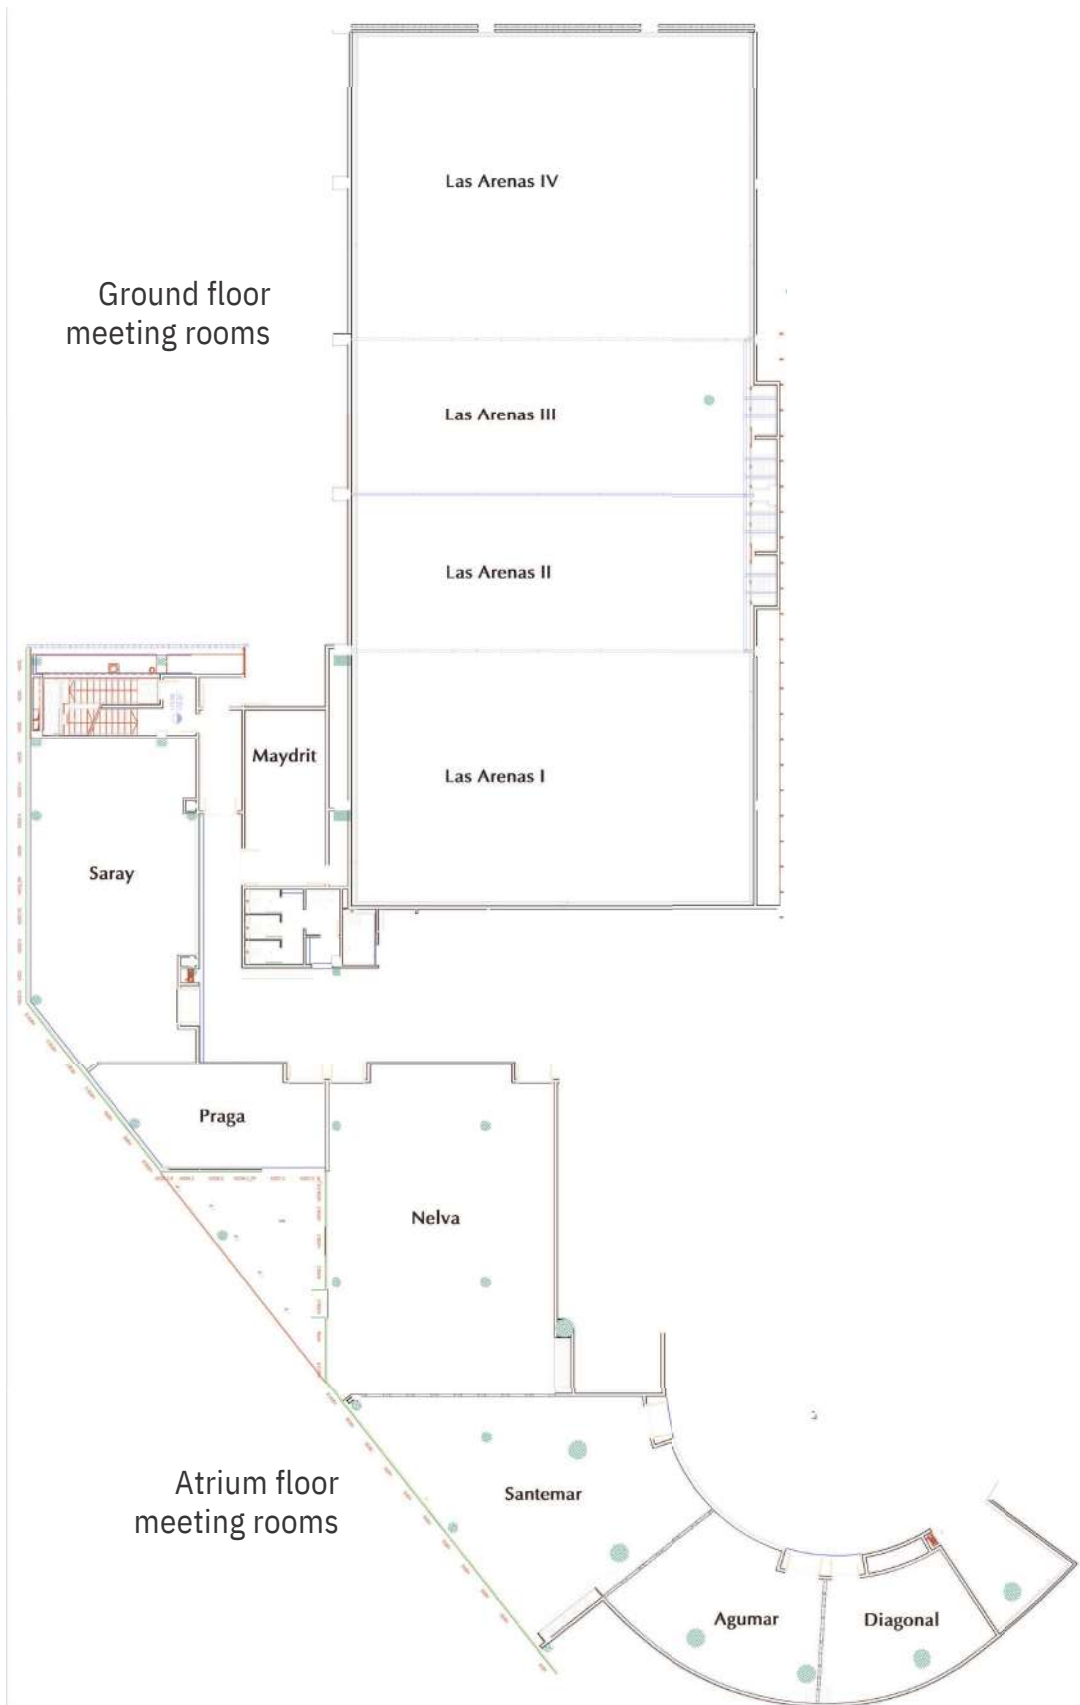 Las Arenas IV
Ground floor
meeting rooms
Las Arenas III
Las Arenas II
Maydrit
Las Arenas I
Saray
Praga
Nelva
Atrium floor
meeting rooms
Santemar
Agumar
Diagonal